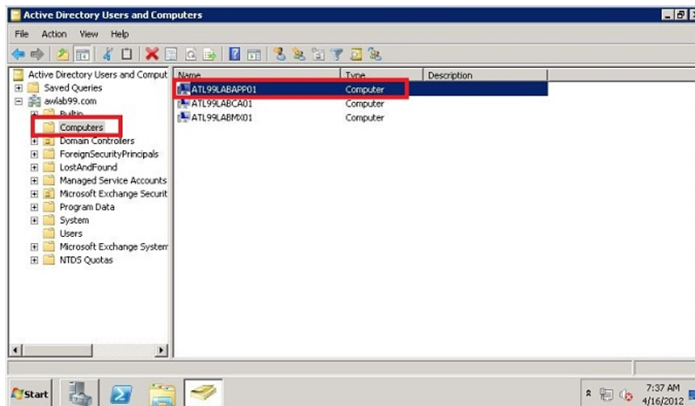 Active Directory Users and Computers
File Action View Help
Active Directory Users and Comput
Saved Queries
awlab99.com
Builtin
Computers
Domain Controllers
ForeignSecurityPrincipals
LostAndFound
Managed Service Accounts
Microsoft Exchange Securit
Program Data
System
Users
Microsoft Exchange System
NTDS Quotas
Name Type Description
ATL99LABAPP01 Computer
ATL99LABCA01 Computer
ATL99LABMX01 Computer
Start
7:37 AM
4/16/2012